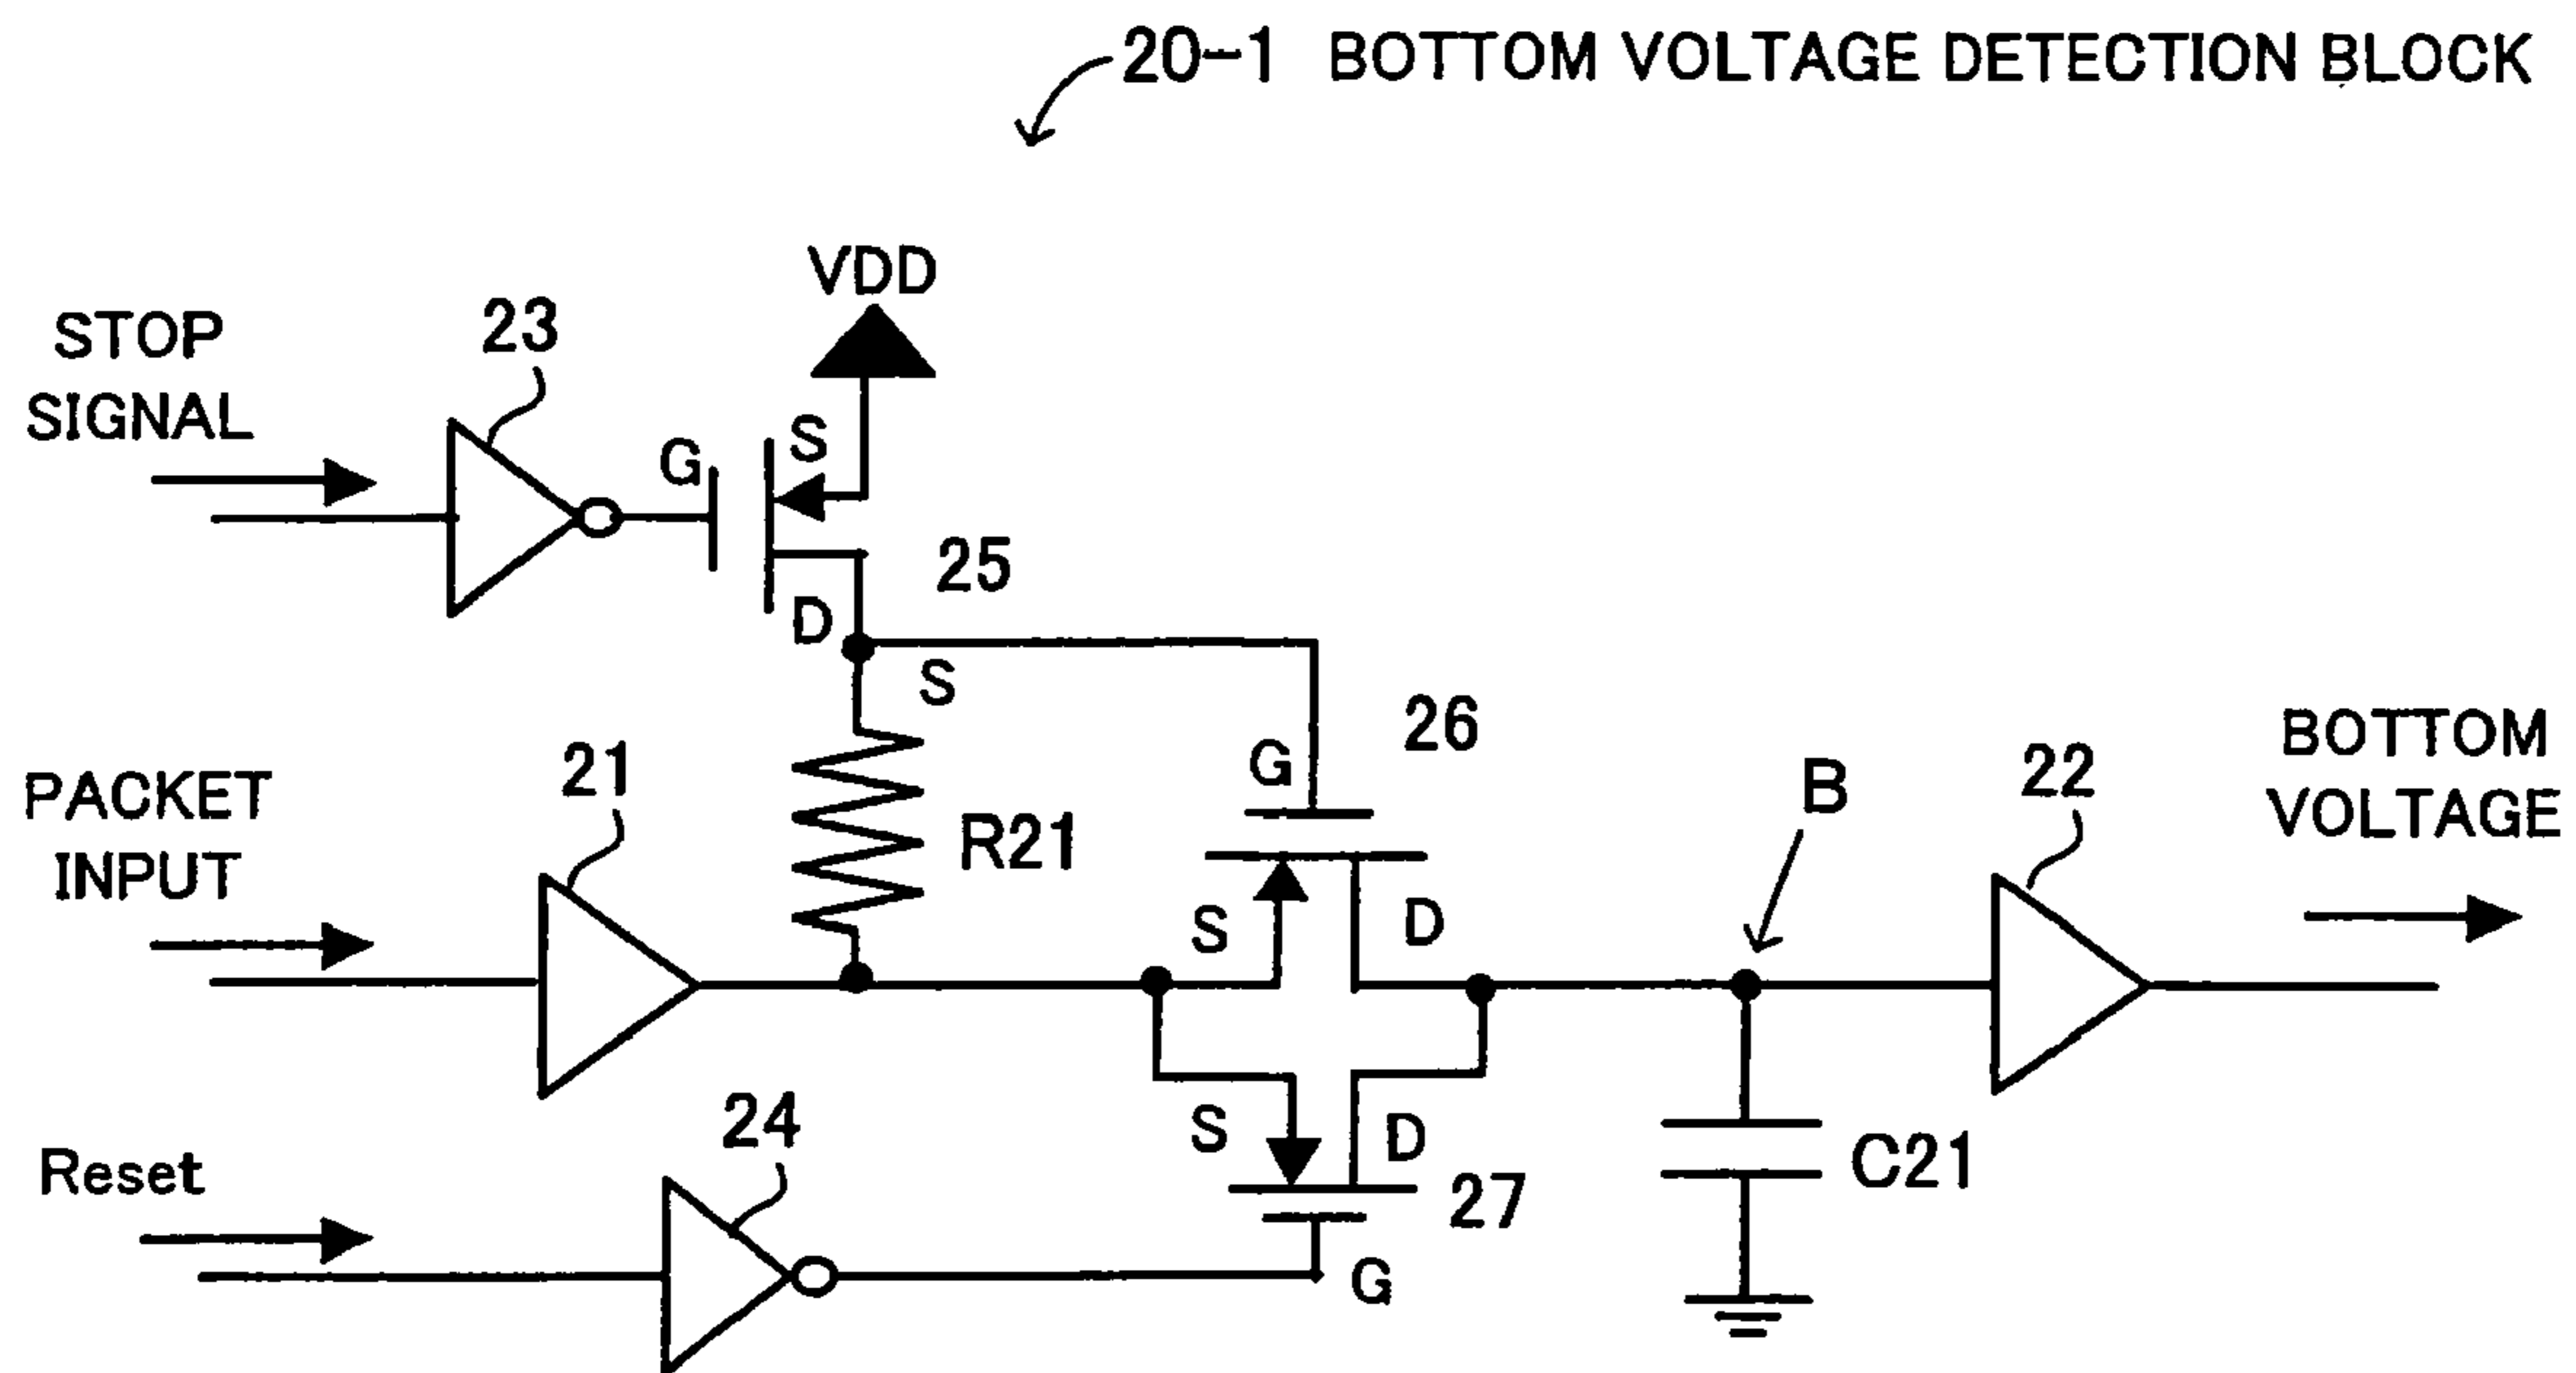 20-1 BOTTOM VOLTAGE DETECTION BLOCK
VDD
STOP
SIGNAL
23
G
S
D
25
S
PACKET
INPUT
21
R21
G
26
S
D
B
22
BOTTOM
VOLTAGE
Reset
24
S
D
27
G
C21